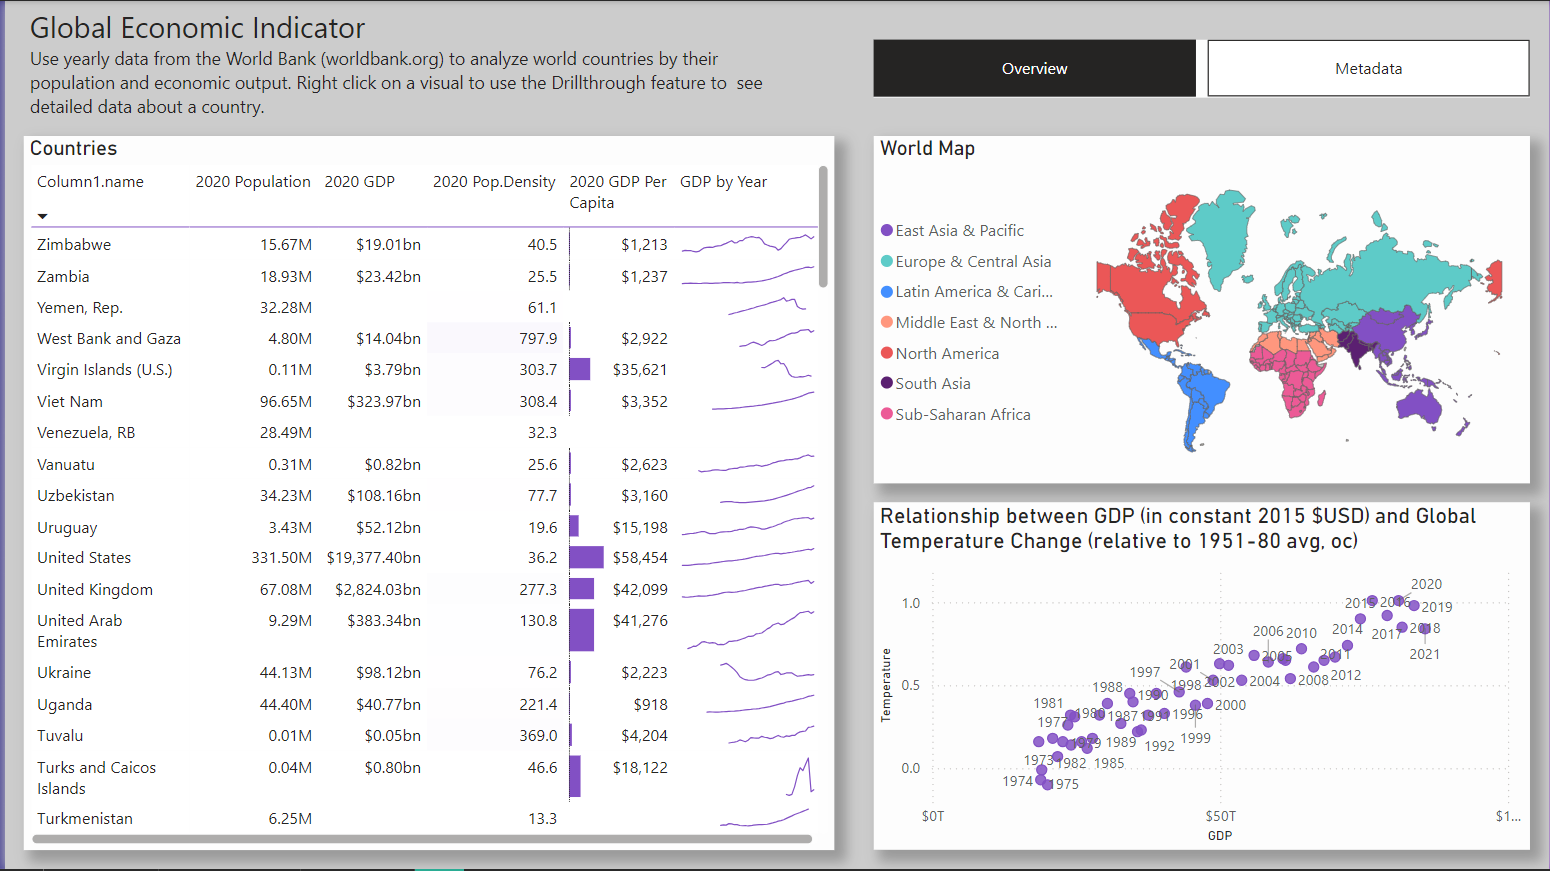 Global Economic Indicator
Use yearly data from the World Bank (worldbank.org) to analyze world countries by their
population and economic output. Right click on a visual to use the Drillthrough feature to  see
detailed data about a country.
Overview
Metadata
Countries
Column1.name 2020 Population 2020 GDP 2020 Pop.Density 2020 GDP Per GDP by Year
Capita
Zimbabwe 15.67M $19.01bn 40.5 $1,213
Zambia 18.93M $23.42bn 25.5 $1,237
Yemen, Rep. 32.28M 61.1
West Bank and Gaza 4.80M $14.04bn 797.9 $2,922
Virgin Islands (U.S.) 0.11M $3.79bn 303.7 $35,621
Viet Nam 96.65M $323.97bn 308.4 $3,352
Venezuela, RB 28.49M 32.3
Vanuatu 0.31M $0.82bn 25.6 $2,623
Uzbekistan 34.23M $108.16bn 77.7 $3,160
Uruguay 3.43M $52.12bn 19.6 $15,198
United States 331.50M $19,377.40bn 36.2 $58,454
United Kingdom 67.08M $2,824.03bn 277.3 $42,099
United Arab 9.29M $383.34bn 130.8 $41,276
Emirates
Ukraine 44.13M $98.12bn 76.2 $2,223
Uganda 44.40M $40.77bn 221.4 $918
Tuvalu 0.01M $0.05bn 369.0 $4,204
Turks and Caicos 0.04M $0.80bn 46.6 $18,122
Islands
Turkmenistan 6.25M 13.3
World Map
East Asia & Pacific
Europe & Central Asia
Latin America & Cari...
Middle East & North ...
North America
South Asia
Sub-Saharan Africa
Relationship between GDP (in constant 2015 $USD) and Global
Temperature Change (relative to 1951-80 avg, oc)
Temperature
1.0
0.5
0.0
2020
2015 2016 2019
2014 2017 2018
2021
2006 2010
2003 2005 2011
1997 2001 2012
1988 1998 2002 2004 2008
1990
1981 2000
1977 1980 1987 1991 1996
1999
1979 1989 1992
1973 1982 1985
1974 1975
$0T $50T $1...
GDP